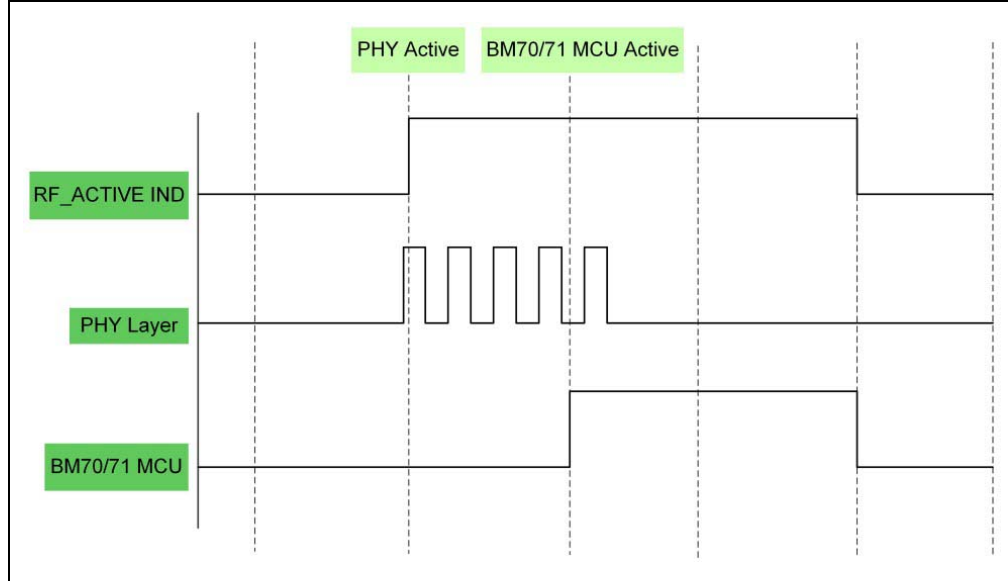 PHY Active
BM70/71 MCU Active
RF_ACTIVE IND
PHY Layer
BM70/71 MCU